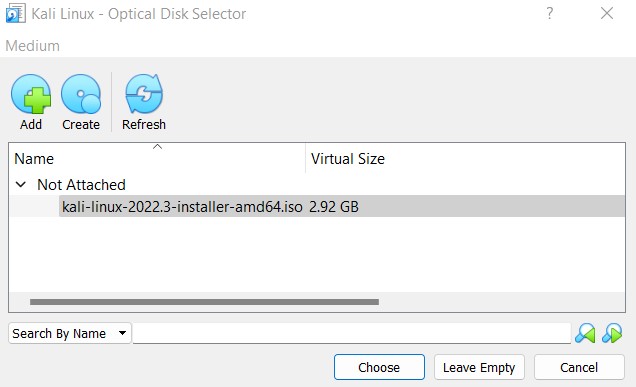 Kali Linux - Optical Disk Selector ?
Medium
Add Create Refresh
Name Virtual Size
Not Attached
kali-linux-2022.3-installer-amd64.iso 2.92 GB
Search By Name
Choose Leave Empty Cancel